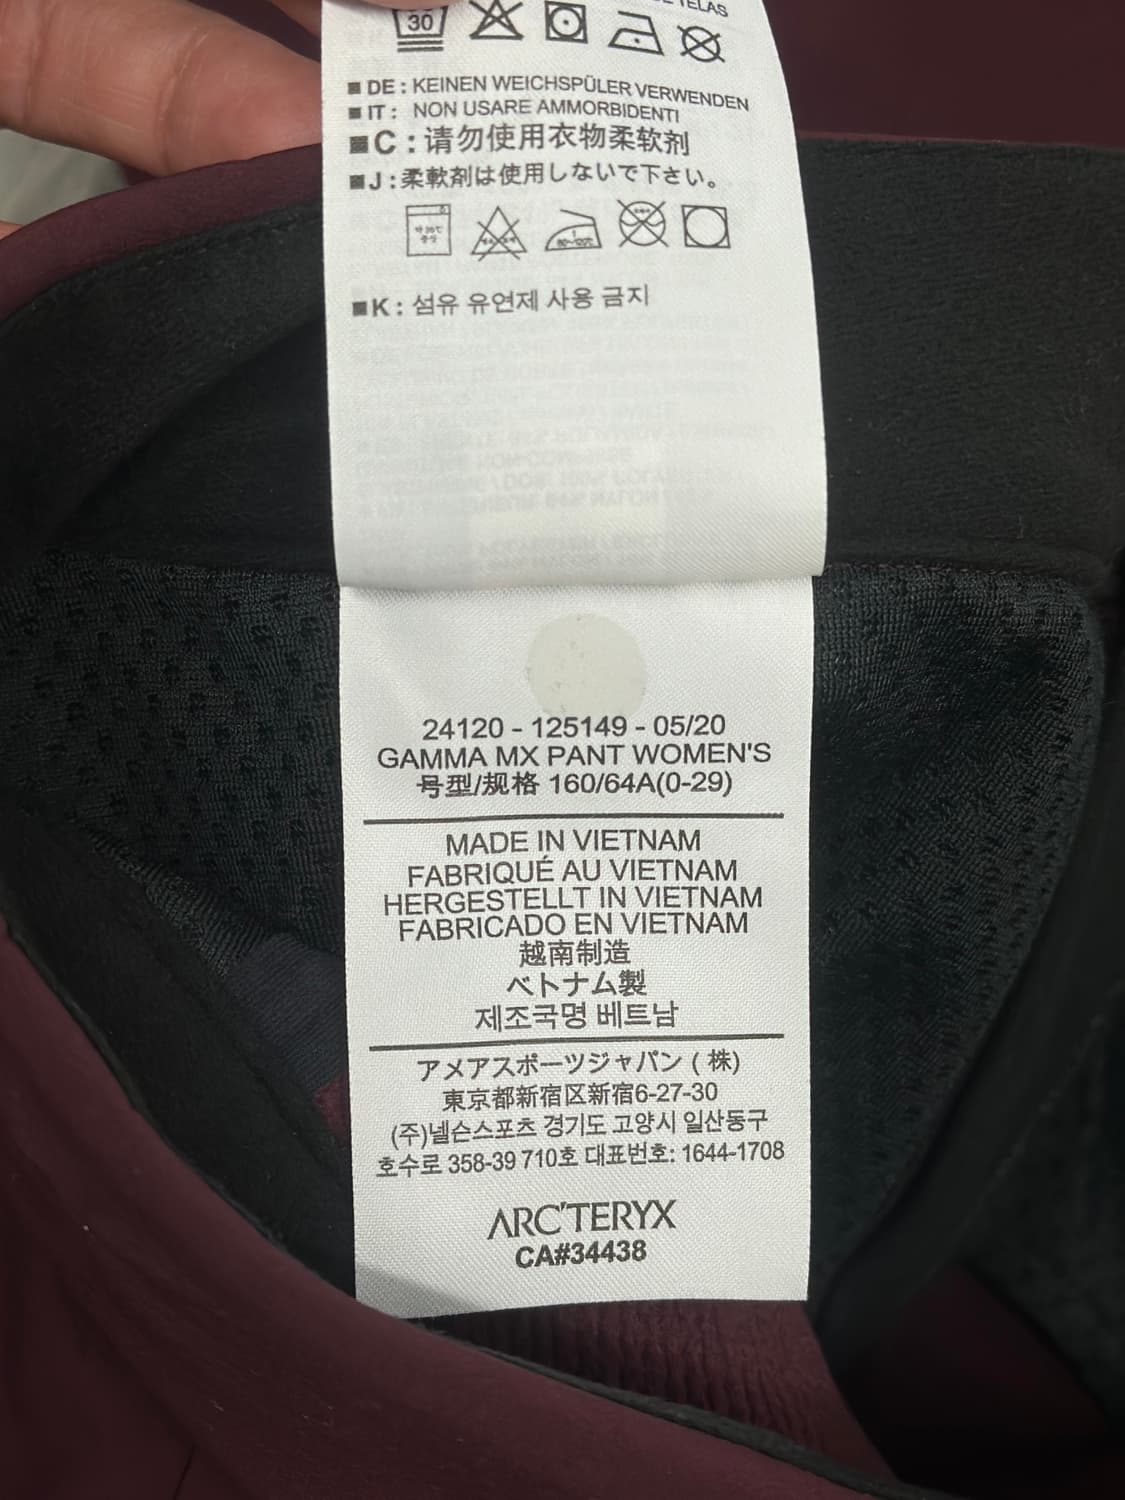 TELAS
30
■ DE : KEINEN WEICHSPÜLER VERWENDEN
■ IT : NON USARE AMMORBIDENTI
■ C : 请勿使用衣物柔软剂
■ J : 柔軟剤は使用しないで下さい。
■ K : 섬유 유연제 사용 금지
24120 - 125149 - 05/20
GAMMA MX PANT WOMEN'S
号型/规格 160/64A(0-29)
MADE IN VIETNAM
FABRIQUÉ AU VIETNAM
HERGESTELLT IN VIETNAM
FABRICADO EN VIETNAM
越南制造
ベトナム製
제조국명 베트남
アメアスポーツジャパン ( 株)
東京都新宿区新宿6-27-30
(주)넬슨스포츠 경기도 고양시 일산동구
호수로 358-39 710호 대표번호: 1644-1708
ARC'TERYX
CA#34438